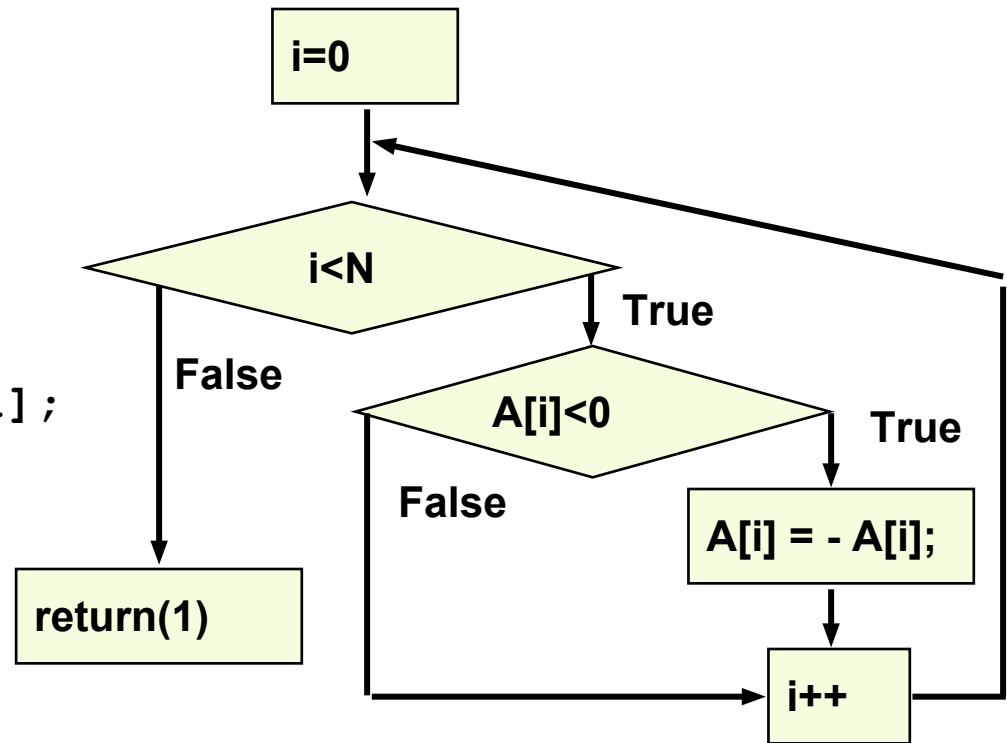 i=0
i<N
True
False
] ;
A[i]<0
True
False
A[i] = - A[i];
return(1)
i++